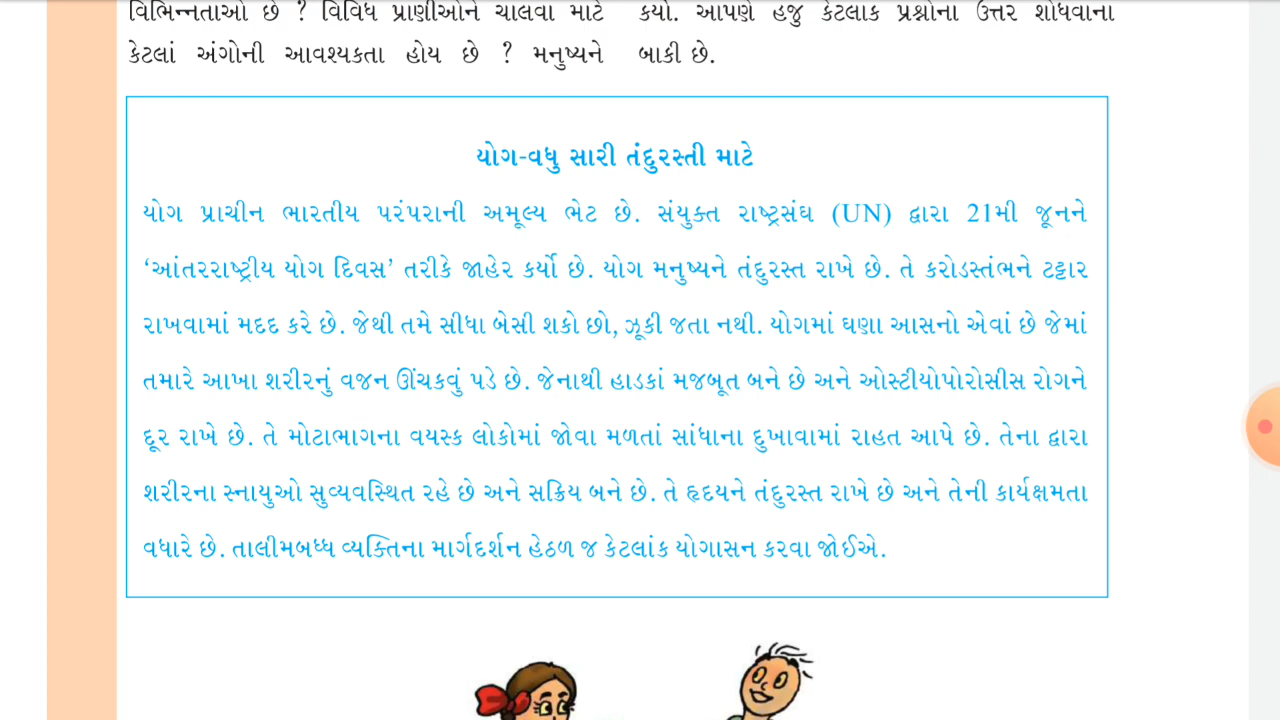 વિભિન્નતાઓ છે ? વિવિધ પ્રાણીઓને ચાલવા માટે
કેટલાં અંગોની આવશ્યકતા હોય છે ? મનુષ્યને
કર્યો. આપણે હજુ કેટલાક પ્રશ્નોના ઉત્તર શોધવાના
બાકી છે.
યોગ-વધુ સારી તંદુરસ્તી માટે
યોગ પ્રાચીન ભારતીય પરંપરાની અમૂલ્ય ભેટ છે. સંયુક્ત રાષ્ટ્રસંઘ (UN) દ્વારા 21મી જૂનને
‘આંતરરાષ્ટ્રીય યોગ દિવસ’ તરીકે જાહેર કર્યો છે. યોગ મનુષ્યને તંદુરસ્ત રાખે છે. તે કરોડસ્તંભને ટટ્ટાર
રાખવામાં મદદ કરે છે. જેથી તમે સીધા બેસી શકો છો, ઝૂકી જતા નથી. યોગમાં ઘણા આસનો એવાં છે જેમાં
તમારે આખા શરીરનું વજન ઊંચકવું પડે છે. જેનાથી હાડકાં મજબૂત બને છે અને ઓસ્ટીયોપોરોસીસ રોગને
દૂર રાખે છે. તે મોટાભાગના વયસ્ક લોકોમાં જોવા મળતાં સાંધાના દુખાવામાં રાહત આપે છે. તેના દ્વારા
શરીરના સ્નાયુઓ સુવ્યવસ્થિત રહે છે અને સક્રિય બને છે. તે હૃદયને તંદુરસ્ત રાખે છે અને તેની કાર્યક્ષમતા
વધારે છે. તાલીમબધ્ધ વ્યક્તિના માર્ગદર્શન હેઠળ જ કેટલાંક યોગાસન કરવા જોઈએ.